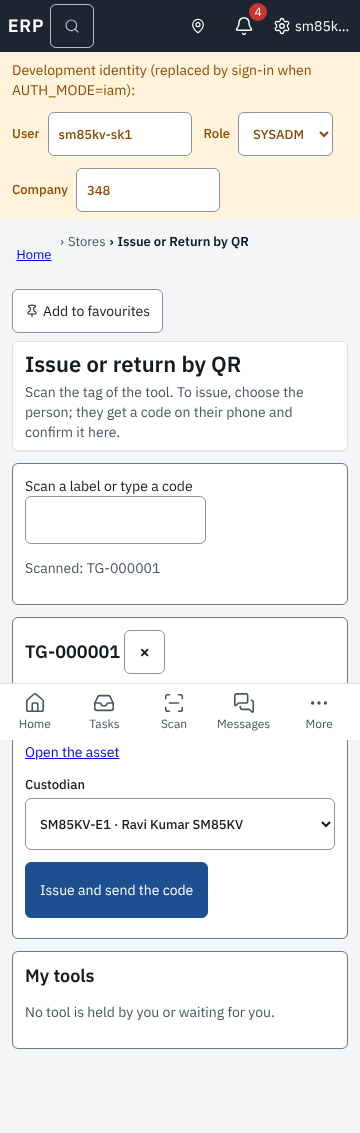 ERP
4
sm85k...
Development identity (replaced by sign-in when
AUTH_MODE=iam):
User
sm85kv-sk1
Role
SYSADM
Company
348
Home
› Stores › Issue or Return by QR
Add to favourites
Issue or return by QR
Scan the tag of the tool. To issue, choose the
person; they get a code on their phone and
confirm it here.
Scan a label or type a code
Scanned: TG-000001
TG-000001
×
Home
Tasks
Scan
Messages
More
Open the asset
Custodian
SM85KV-E1 · Ravi Kumar SM85KV
Issue and send the code
My tools
No tool is held by you or waiting for you.